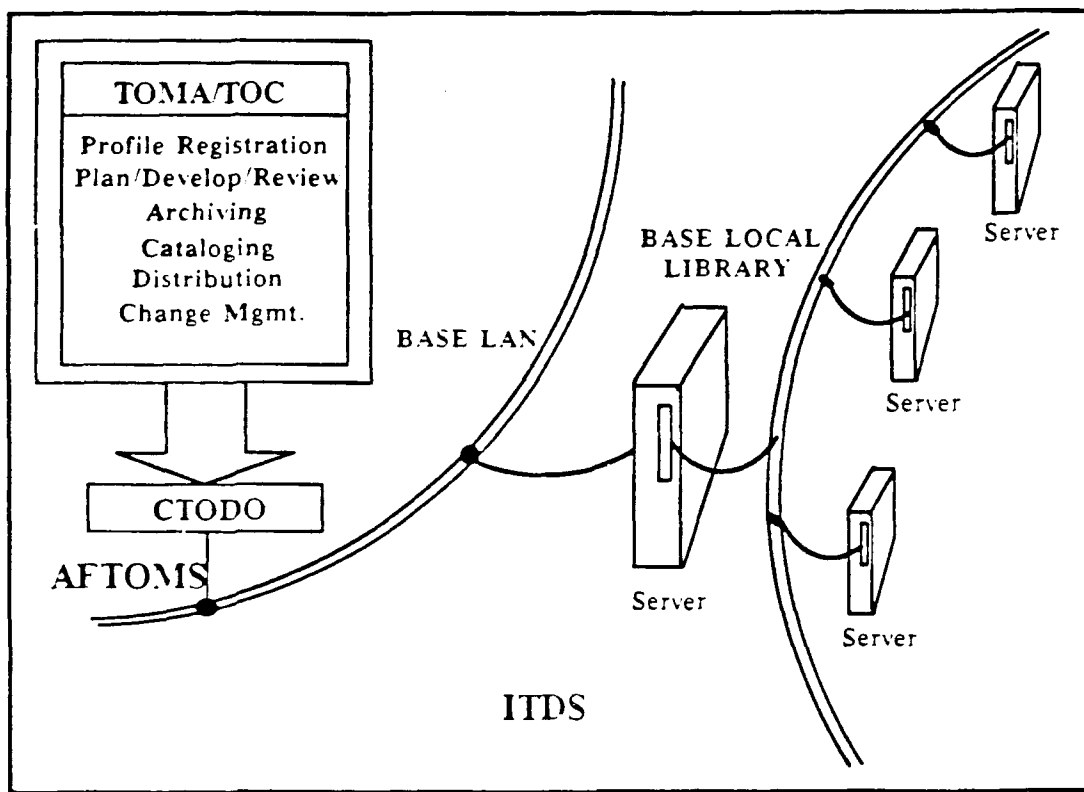 TOMA/TOC
Profile Registration
Plan/Develop/Review
Archiving
Cataloging
Distribution
Change Mgmt.
CTODO
AFTOMS
BASE LAN
BASE LOCAL
LIBRARY
Server
Server
Server
Server
ITDS